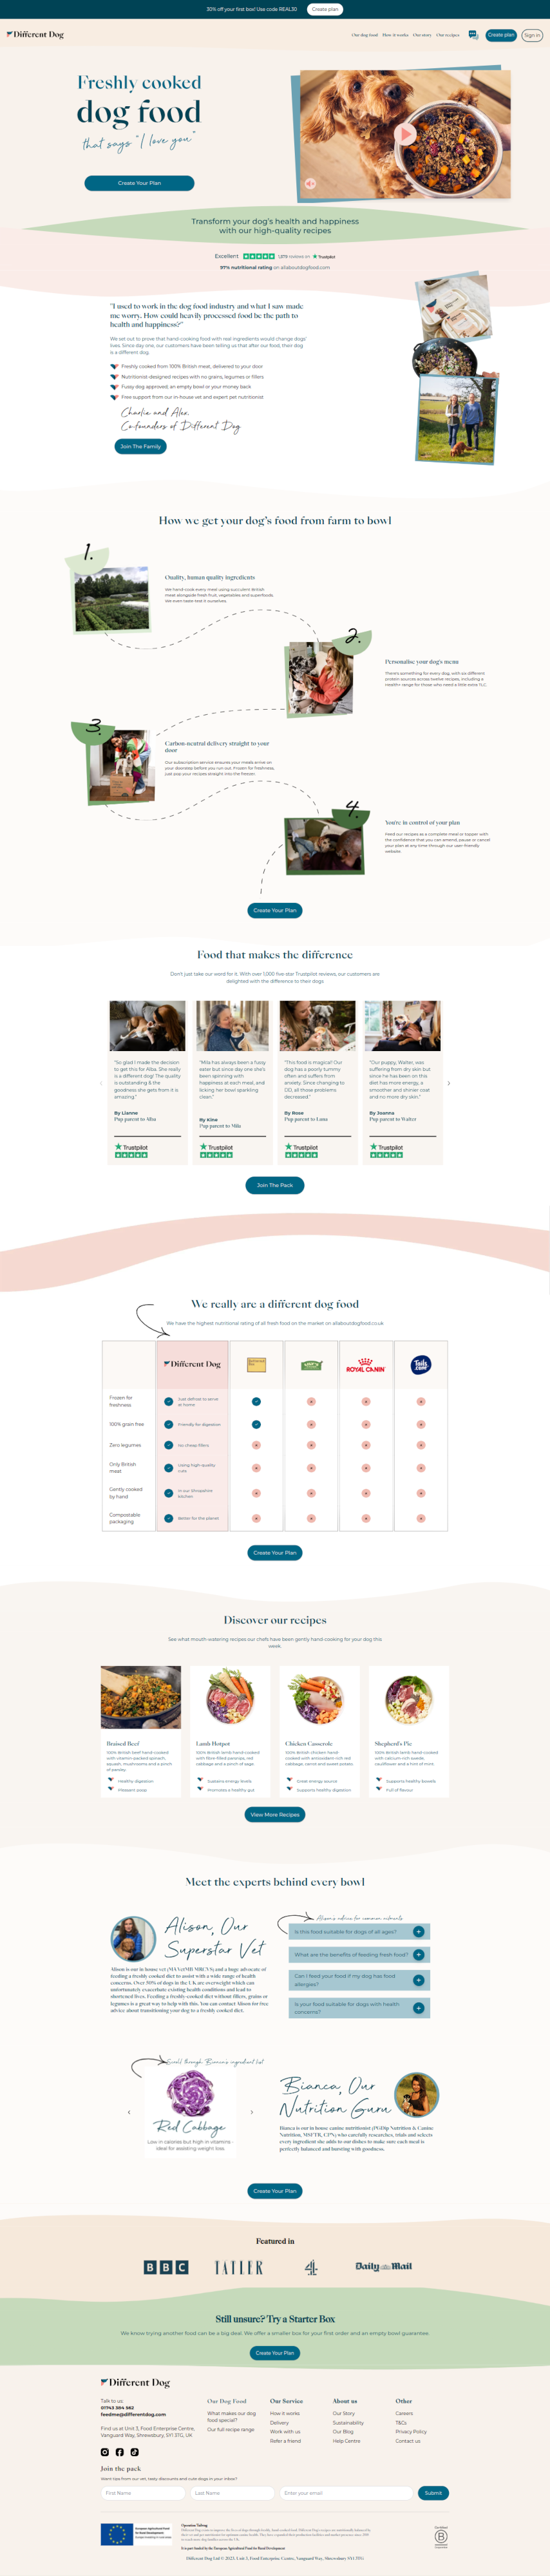 30% off your first box! Use code REAL30
Create plan
Different Dog
Our dog food How it works Our story Our recipes
Create plan
Sign in
Freshly cooked
dog food
that says "I love you"
Create Your Plan
Transform your dog's health and happiness
with our high-quality recipes
Excellent
Trustpilot
97% nutritional rating on allaboutdogfood.com
"I used to work in the dog food industry and what I saw made
me worry. How could heavily processed food be the path to
health and happiness?"
We set out to prove that hand-cooking food with real ingredients would change dogs'
lives. Since day one, our customers have been telling us that after our food, their dog
is a different dog.
Freshly cooked from 100% British meat, delivered to your door
Nutritionist designed recipes with no grains, legumes or fillers
Fussy dog approved, an empty bowl or your money back
Free support from our in-house vet and expert pet nutritionist
Charlie and Alex,
Co-founders of Different Dog
Join The Family
How we get your dog's food from farm to bowl
1.
Quality, human quality ingredients
We hand-cook every meal using succulent British
meat alongside fresh fruit, vegetables and superfoods.
We even taste-test it ourselves.
2.
Personalise your dog's menu
There's something for every dog, with six different
protein sources across recipes, including a
health+ range for those who need a little extra TLC.
3.
Carbon-neutral delivery straight to your
door
Our subscription service ensures meals arrive on
your doorstep before you run out. Frozen for freshness,
just pop your recipes straight into the freezer.
4.
You're in control of your plan
Feed our recipes as a complete meal or topper with
the confidence that you can amend, pause or cancel
your plan at any time through our user-friendly
website.
Create Your Plan
Food that makes the difference
Don't just take our word for it. With over 1,000 five star Trustpilot reviews, our customers are
delighted with the difference to their dogs
"So glad I made the decision
to get this for Alba. She really
is a different dog! The quality
is outstanding & the
goodness she gets from it is
amazing."
By Lianne
Pup parent to Alba
Trustpilot
"Mila has always been a fussy
eater but since day one she's
been spinning with
happiness at each meal, and
licking her bowl sparkling
clean."
By Kina
Pup parent to Mila
Trustpilot
"This food is magical! Our
dog has a poorly tummy
often and suffers from
anxiety. Since changing to
DD, all those problems
decreased."
By Rose
Pup parent to Luna
Trustpilot
"Our puppy, Walter, was
suffering from dry skin but
since he has been on this
diet has more energy, a
smoother and shinier coat
and no more dry skin."
By Joanna
Pup parent to Walter
Trustpilot
Join The Pack
We really are a different dog food
We have the highest nutritional rating of all fresh food on the market on allaboutdogfood.co.uk
Different Dog
ROYAL CANIN
Tails.com
Frozen for
freshness
Just defrost to serve
at home
100% grain free
Friendly for digestion
Zero legumes
No cheap fillers
Only British
meat
Using high-quality
cuts
Gently cooked
by hand
In our Shropshire
kitchen
Compostable
packaging
Better for the planet
Create Your Plan
Discover our recipes
See what mouth-watering recipes our chefs have been gently hand-cooking for your dog this
week.
Braised Beef
100% British beef hand-cooked
with vitamin-packed spinach,
squash, mushrooms and a pinch
of parsley.
Healthy digestion
Pleasant poop
Lamb Hotpot
100% British lamb hand-cooked
with fibre-filled parsnips, red
cabbage and a pinch of sage.
Sustains energy levels
Promotes a healthy gut
Chicken Casserole
100% British chicken hand-
cooked with antioxidant-rich red
cabbage, carrot and sweet potato.
Great energy source
Supports healthy digestion
Shepherd's Pie
100% British lamb hand-cooked
with calcium-rich swede,
cauliflower and a hint of mint.
Supports healthy bowels
Full of flavour
View More Recipes
Meet the experts behind every bowl
Alison, Our
Superstar Vet
Alison is our in house vet (MA VetMB MRCVS) and a huge advocate of
feeding a freshly cooked diet to assist with a wide range of health
concerns. Over 50% of dogs in the UK are overweight which can
unfortunately exacerbate existing health conditions and lead to
shortened lives. Feeding a freshly cooked diet without fillers, grains or
legumes is a great way to help with this. You can contact Alison for free
advice about transitioning your dog to a freshly cooked diet.
Alison's advice for common ailments
Is this food suitable for dogs of all ages?
What are the benefits of feeding fresh food?
Can I feed your food if my dog has food
allergies?
Is your food suitable for dogs with health
concerns?
Scroll through Bianca's ingredient list
Red Cabbage
Low in calories but high in vitamins -
ideal for assisting weight loss
Bianca, Our
Nutrition Guru
Bianca is our in house canine nutritionist (PGDip Nutrition & Canine
Nutrition, MSFTR, CPN) who carefully researches, trials and selects
every ingredient she adds to our dishes to make sure each meal is
perfectly balanced and bursting with goodness.
Create Your Plan
Featured in
BBC
TATLER
4
Daily Mail
Still unsure? Try a Starter Box
We know trying another food can be a big deal. We offer a smaller box for your first order and an empty bowl guarantee.
Create Your Plan
Different Dog
Talk to us:
01743 384 562
feedme@differentdog.com
Find us at Unit 3, Food Enterprise Centre,
Vanguard Way, Shrewsbury, SY1 3TG, UK
Our Dog Food
What makes our dog
food special?
Our full recipe range
Our Service
How it works
Delivery
Work with us
Refer a friend
About us
Our Story
Sustainability
Our Blog
Help Centre
Other
Careers
T&Cs
Privacy Policy
Contact us
Join the pack
Want tips from our vet, tasty discounts and cute dogs in your inbox?
First Name
Last Name
Enter your email
Submit
Different Dog Ltd © 2023. Unit 3, Food Enterprise Centre, Vanguard Way, Shrewsbury SY1 3TG